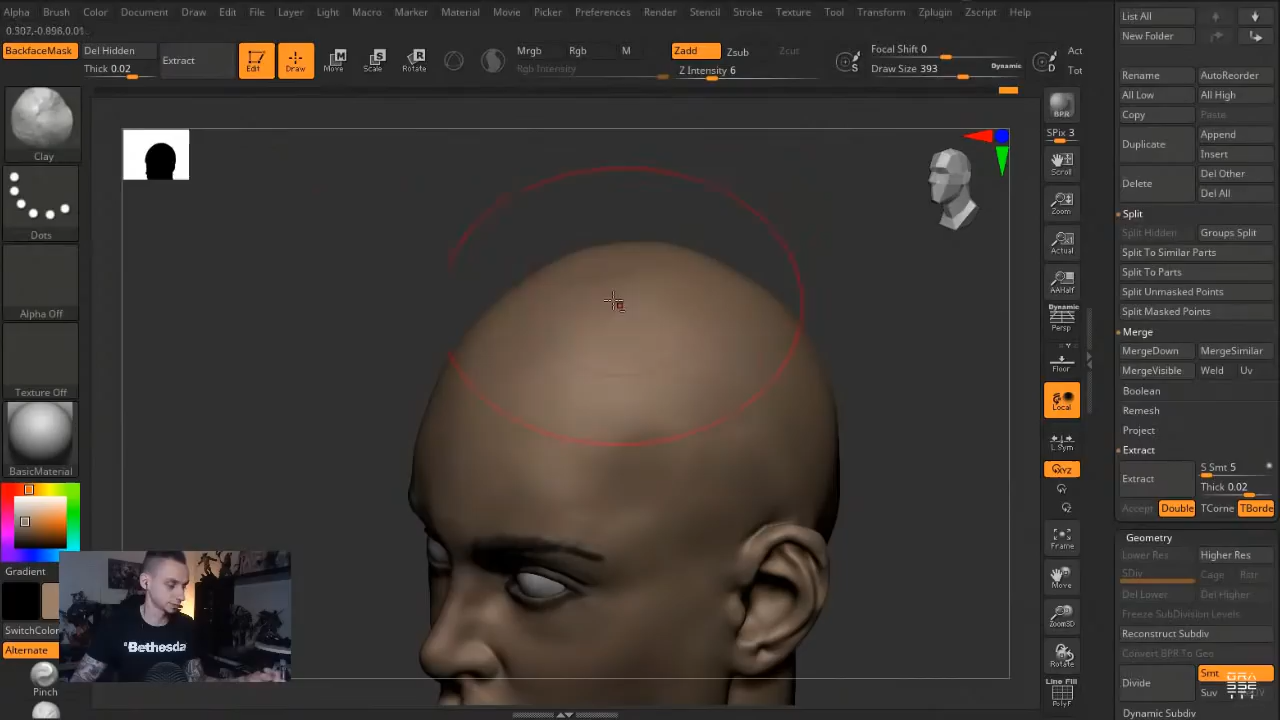 Alpha Brush Color Document Draw Edit File Layer Light Macro Marker Material Movie Picker Preferences Render Stencil Stroke Texture Tool Transform Zplugin Zscript Help
0.302,-0.896,0.01
BackfaceMask
Del Hidden
Thick 0.02
Extract
Edit
Draw
Move
Scale
Rotate
Mrgb Rgb M
Rgb Intensity
Zadd Zsub Zcut
Z Intensity 6
S
Focal Shift 0
Draw Size 393
Dynamic
D
Act
Tot
Clay
Dots
Alpha Off
Texture Off
BasicMaterial
Gradient
SwitchColor
Alternate
Pinch
Bethesda
BPR
SPix 3
Scroll
Zoom
Actual
AAHalf
Dynamic
Persp
Floor
Local
L.Sym
XYZ
Y
Z
Frame
Move
Zoom3D
Rotate
Line Fill
PolyF
List All
New Folder
Rename AutoReorder
All Low All High
Copy Paste
Duplicate
Append
Insert
Delete
Del Other
Del All
Split
Split Hidden Groups Split
Split To Similar Parts
Split To Parts
Split Unmasked Points
Split Masked Points
Merge
MergeDown MergeSimilar
MergeVisible Weld Uv
Boolean
Remesh
Project
Extract
Extract
S Smt 5
Thick 0.02
Accept Double TCorne TBorde
Geometry
Lower Res Higher Res
SDiv Cage Rstr
Del Lower Del Higher
Freeze SubDivision Levels
Reconstruct Subdiv
Convert BPR To Geo
Divide
Smt
Suv
Dynamic Subdiv